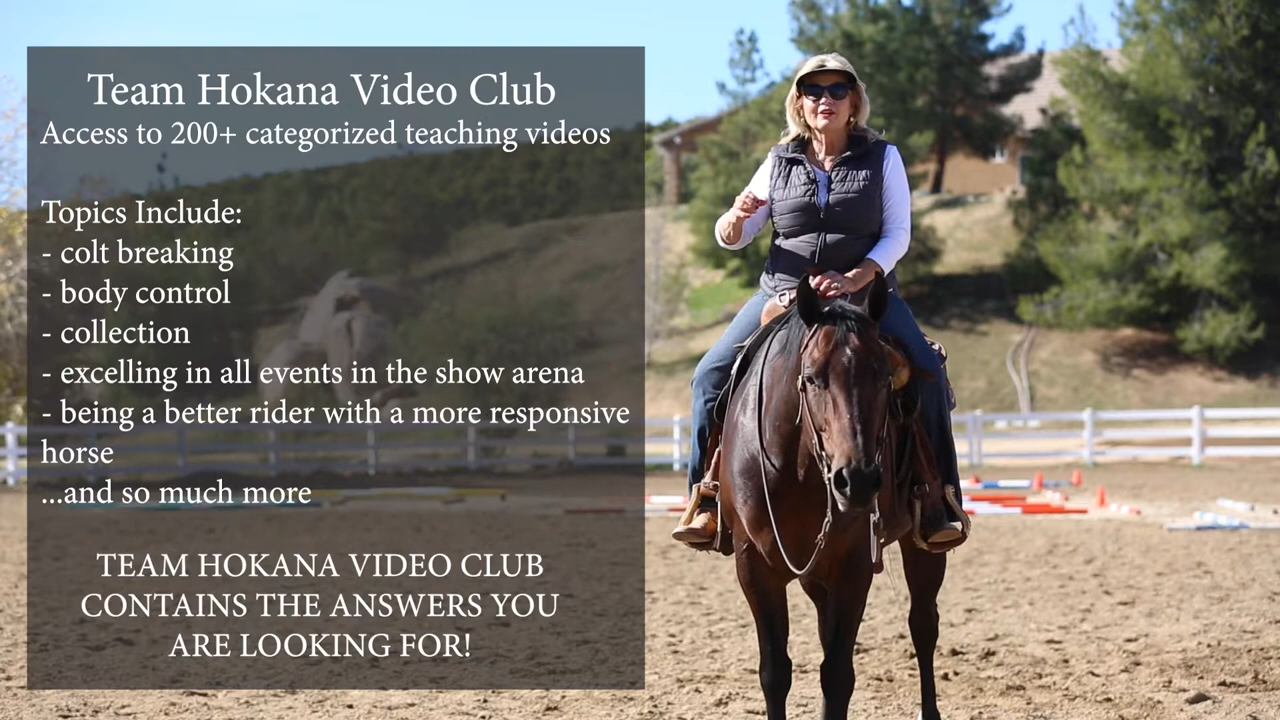 Team Hokana Video Club
Access to 200+ categorized teaching videos
Topics Include:
- colt breaking
- body control
- collection
- excelling in all events in the show arena
- being a better rider with a more responsive
horse
...and so much more
TEAM HOKANA VIDEO CLUB
CONTAINS THE ANSWERS YOU
ARE LOOKING FOR!